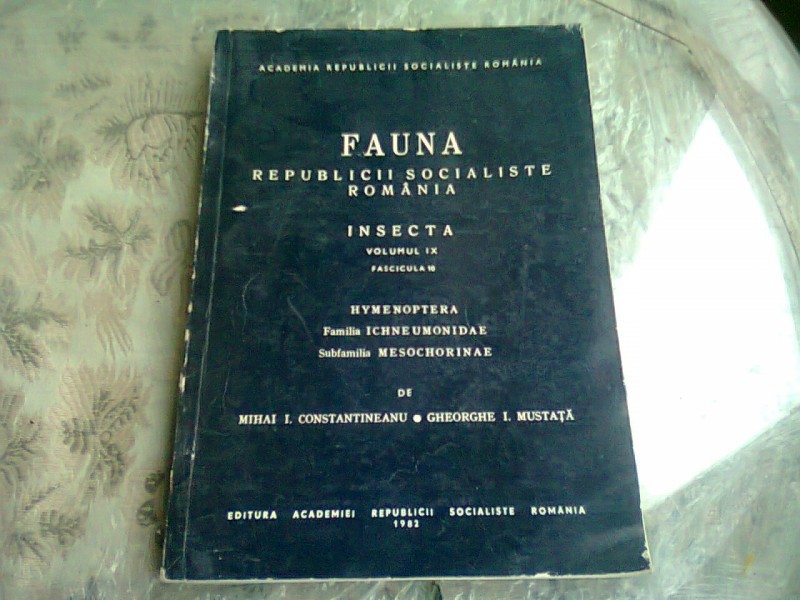 ACADEMIA REPUBLICII SOCIALISTE ROMÂNIA
FAUNA
REPUBLICII SOCIALISTE
ROMÂNIA
INSECTA
VOLUMUL IX
FASCICULA 10
HYMENOPTERA
Familia ICHNEUMONIDAE
Subfamilia MESOCHORINAE
DE
MIHAI I. CONSTANTINEANU • GHEORGHE I. MUSTAȚĂ
EDITURA ACADEMIEI REPUBLICII SOCIALISTE ROMÂNIA
1982